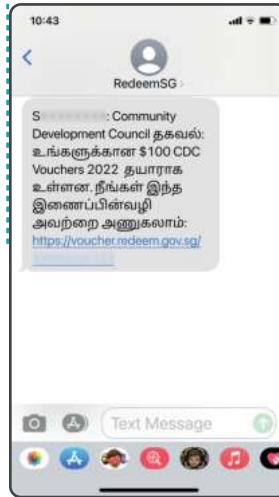 10:43
RedeemSG
S : Community
Development Council தகவல்:
உங்களுக்கான $100 CDC
Vouchers 2022 தயாராக
உள்ளன. நீங்கள் இந்த
இணைப்பின்வழி
அவற்றை அணுகலாம்:
https://voucher.redeem.gov.sg/
Text Message